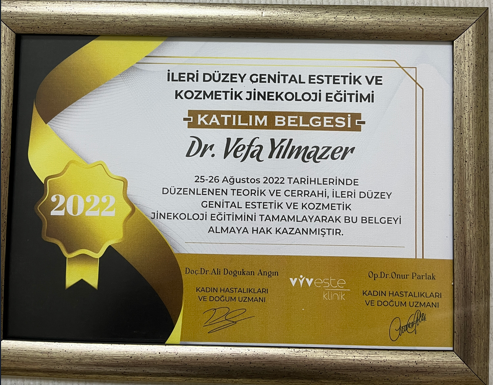 İLERİ DÜZEY GENİTAL ESTETİK VE
KOZMETİK JİNEKOLOJİ EĞİTİMİ
KATILIM BELGESİ
Dr. Vefa Yılmazer
25-26 Ağustos 2022 TARİHLERİNDE
DÜZENLENEN TEORİK VE CERRAHİ, İLERİ DÜZEY
GENİTAL ESTETİK VE KOZMETİK
JİNEKOLOJİ EĞİTİMİNİ TAMAMLAYARAK BU BELGEYİ
ALMAYA HAK KAZANMIŞTIR.
2022
Doç.Dr.Ali Doğukan Angın
KADIN HASTALIKLARI
VE DOĞUM UZMANI
vıveste
klinik
Op.Dr.Onur Parlak
KADIN HASTALIKLARI
VE DOĞUM UZMANI